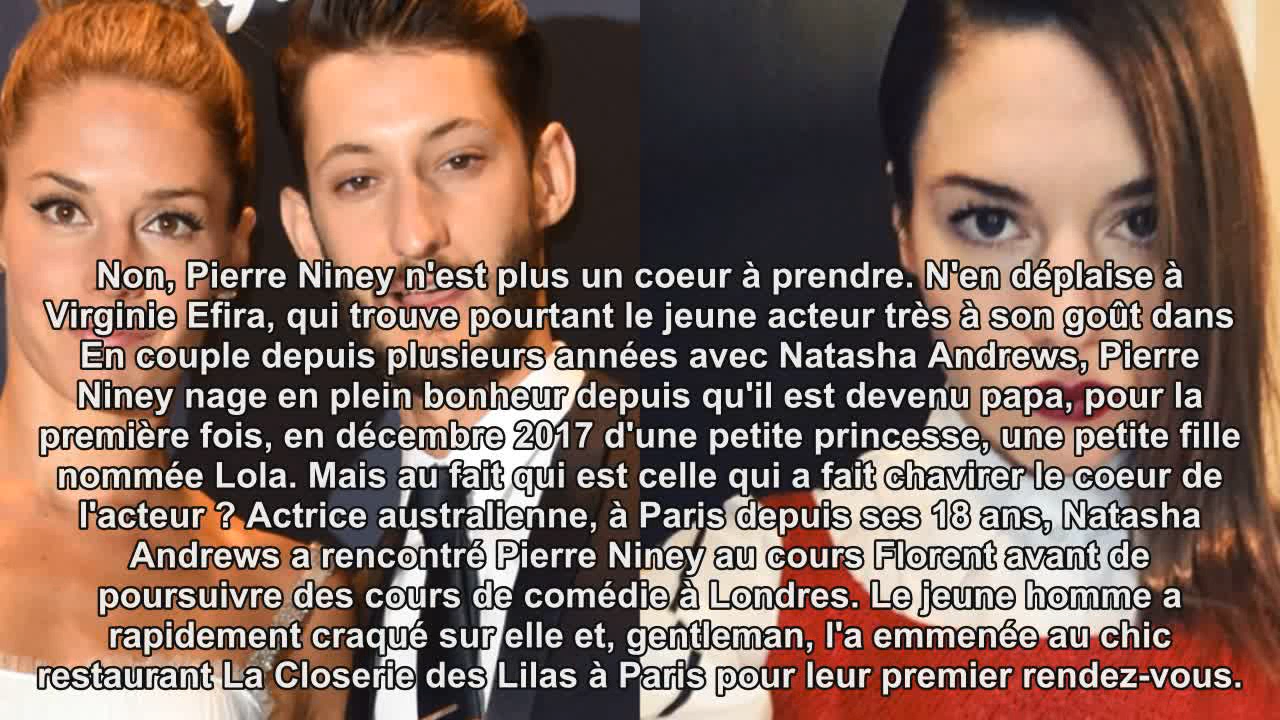 Non, Pierre Niney n'est plus un coeur à prendre. N'en déplaise à
Virginie Efira, qui trouve pourtant le jeune acteur très à son goût dans
En couple depuis plusieurs années avec Natasha Andrews, Pierre
Niney nage en plein bonheur depuis qu'il est devenu papa, pour la
première fois, en décembre 2017 d'une petite princesse, une petite fille
nommée Lola. Mais au fait qui est celle qui a fait chavirer le coeur de
l'acteur ? Actrice australienne, à Paris depuis ses 18 ans, Natasha
Andrews a rencontré Pierre Niney au cours Florent avant de
poursuivre des cours de comédie à Londres. Le jeune homme a
rapidement craqué sur elle et, gentleman, l'a emmenée au chic
restaurant La Closerie des Lilas à Paris pour leur premier rendez-vous.